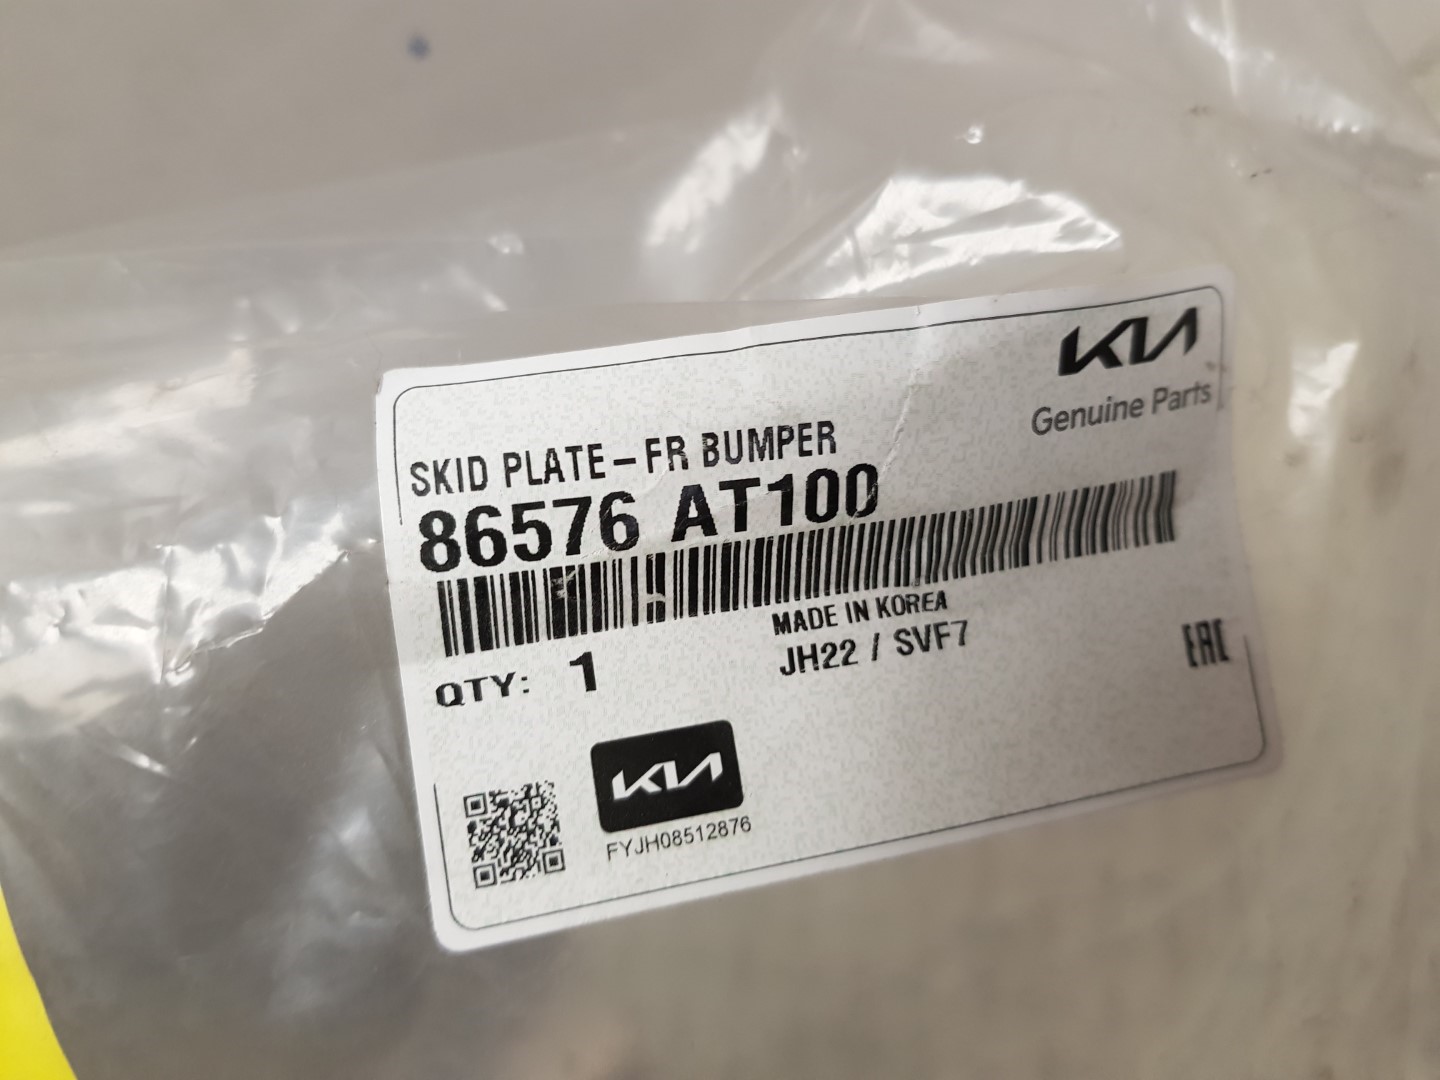 KIA
Genuine Parts
SKID PLATE-FR BUMPER
86576 AT100
MADE IN KOREA
QTY: 1
JH22 / SVF7
EAC
KIA
FYJH08512876